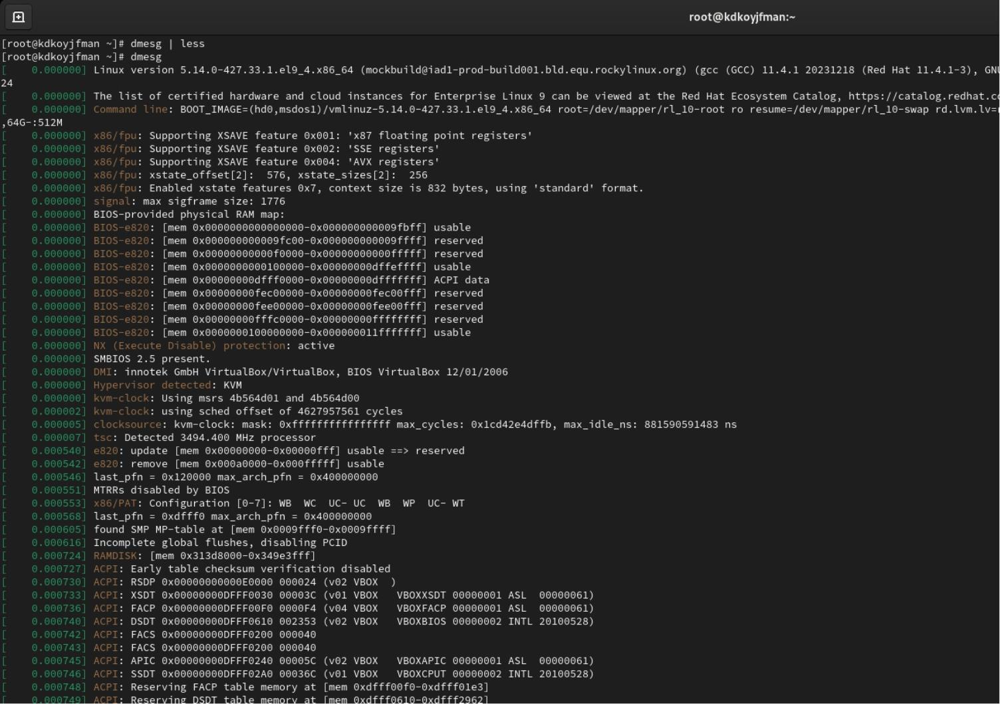 root@kdkoyjfman:~
[root@kdkoyjfman ~]# dmesg | less
[root@kdkoyjfman ~]# dmesg
[    0.000000] Linux version 5.14.0-427.33.1.el9_4.x86_64 (mockbuild@iad1-prod-build001.bld.equ.rockylinux.org) (gcc (GCC) 11.4.1 20231218 (Red Hat 11.4.1-3), GNU
24
[    0.000000] The list of certified hardware and cloud instances for Enterprise Linux 9 can be viewed at the Red Hat Ecosystem Catalog, https://catalog.redhat.co
[    0.000000] Command line: BOOT_IMAGE=(hd0,msdos1)/vmlinuz-5.14.0-427.33.1.el9_4.x86_64 root=/dev/mapper/rl_10-root ro resume=/dev/mapper/rl_10-swap rd.lvm.lv=r
,64G-:512M
[    0.000000] x86/fpu: Supporting XSAVE feature 0x001: 'x87 floating point registers'
[    0.000000] x86/fpu: Supporting XSAVE feature 0x002: 'SSE registers'
[    0.000000] x86/fpu: Supporting XSAVE feature 0x004: 'AVX registers'
[    0.000000] x86/fpu: xstate_offset[2]:  576, xstate_sizes[2]:  256
[    0.000000] x86/fpu: Enabled xstate features 0x7, context size is 832 bytes, using 'standard' format.
[    0.000000] signal: max sigframe size: 1776
[    0.000000] BIOS-provided physical RAM map:
[    0.000000] BIOS-e820: [mem 0x0000000000000000-0x000000000009fbff] usable
[    0.000000] BIOS-e820: [mem 0x000000000009fc00-0x000000000009ffff] reserved
[    0.000000] BIOS-e820: [mem 0x00000000000f0000-0x00000000000fffff] reserved
[    0.000000] BIOS-e820: [mem 0x0000000000100000-0x00000000dffeffff] usable
[    0.000000] BIOS-e820: [mem 0x00000000dfff0000-0x00000000dfffffff] ACPI data
[    0.000000] BIOS-e820: [mem 0x00000000fec00000-0x00000000fec00fff] reserved
[    0.000000] BIOS-e820: [mem 0x00000000fee00000-0x00000000fee00fff] reserved
[    0.000000] BIOS-e820: [mem 0x00000000fffc0000-0x00000000ffffffff] reserved
[    0.000000] BIOS-e820: [mem 0x0000000100000000-0x000000011fffffff] usable
[    0.000000] NX (Execute Disable) protection: active
[    0.000000] SMBIOS 2.5 present.
[    0.000000] DMI: innotek GmbH VirtualBox/VirtualBox, BIOS VirtualBox 12/01/2006
[    0.000000] Hypervisor detected: KVM
[    0.000000] kvm-clock: Using msrs 4b564d01 and 4b564d00
[    0.000002] kvm-clock: using sched offset of 4627957561 cycles
[    0.000005] clocksource: kvm-clock: mask: 0xffffffffffffffff max_cycles: 0x1cd42e4dffb, max_idle_ns: 881590591483 ns
[    0.000007] tsc: Detected 3494.400 MHz processor
[    0.000540] e820: update [mem 0x00000000-0x00000fff] usable ==> reserved
[    0.000542] e820: remove [mem 0x000a0000-0x000fffff] usable
[    0.000546] last_pfn = 0x120000 max_arch_pfn = 0x400000000
[    0.000551] MTRRs disabled by BIOS
[    0.000553] x86/PAT: Configuration [0-7]: WB  WC  UC- UC  WB  WP  UC- WT
[    0.000568] last_pfn = 0xdfff0 max_arch_pfn = 0x400000000
[    0.000605] found SMP MP-table at [mem 0x0009fff0-0x0009ffff]
[    0.000616] Incomplete global flushes, disabling PCID
[    0.000724] RAMDISK: [mem 0x313d8000-0x349e3fff]
[    0.000727] ACPI: Early table checksum verification disabled
[    0.000730] ACPI: RSDP 0x00000000000E0000 000024 (v02 VBOX  )
[    0.000733] ACPI: XSDT 0x00000000DFFF0030 00003C (v01 VBOX   VBOXXSDT 00000001 ASL  00000061)
[    0.000736] ACPI: FACP 0x00000000DFFF00F0 0000F4 (v04 VBOX   VBOXFACP 00000001 ASL  00000061)
[    0.000740] ACPI: DSDT 0x00000000DFFF0610 002353 (v02 VBOX   VBOXBIOS 00000002 INTL 20100528)
[    0.000742] ACPI: FACS 0x00000000DFFF0200 000040
[    0.000743] ACPI: FACS 0x00000000DFFF0200 000040
[    0.000745] ACPI: APIC 0x00000000DFFF0240 00005C (v02 VBOX   VBOXAPIC 00000001 ASL  00000061)
[    0.000746] ACPI: SSDT 0x00000000DFFF02A0 00036C (v01 VBOX   VBOXCPUT 00000002 INTL 20100528)
[    0.000748] ACPI: Reserving FACP table memory at [mem 0xdfff00f0-0xdfff01e3]
[    0.000749] ACPI: Reserving DSDT table memory at [mem 0xdfff0610-0xdfff2962]